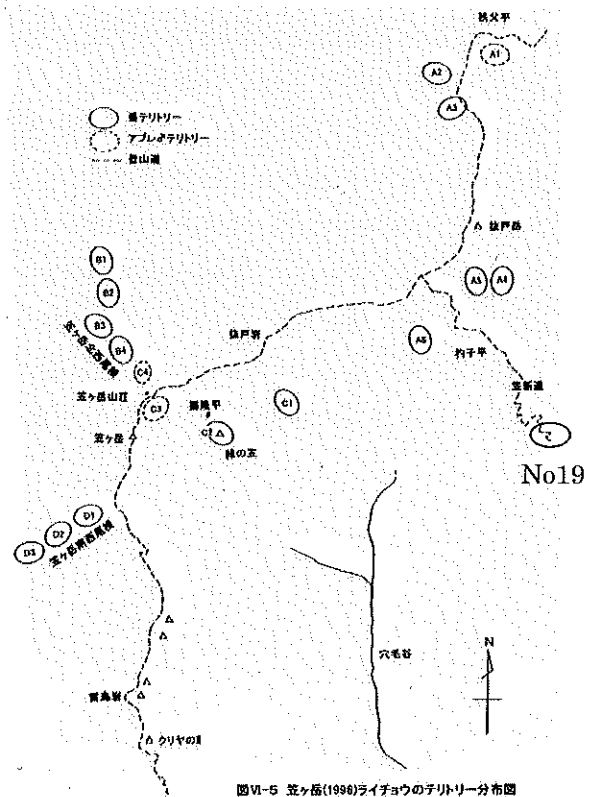 秩父平
A1
A2
A3
番テリトリー
アブレ♂テリトリー
登山道
抜戸岳
B1
A5
A4
B2
B3
抜戸岩
A6
杓子平
B4
笠ヶ岳北西尾根
C4
笠新道
笠ヶ岳山荘
C3
C1
播隆平
笠ヶ岳
C2
緑の笠
No19
D1
D2
D3
笠ヶ岳南西尾根
N
穴毛谷
雷鳥岩
クリヤの頭
図VI-5 笠ヶ岳(1996)ライチョウのテリトリー分布図